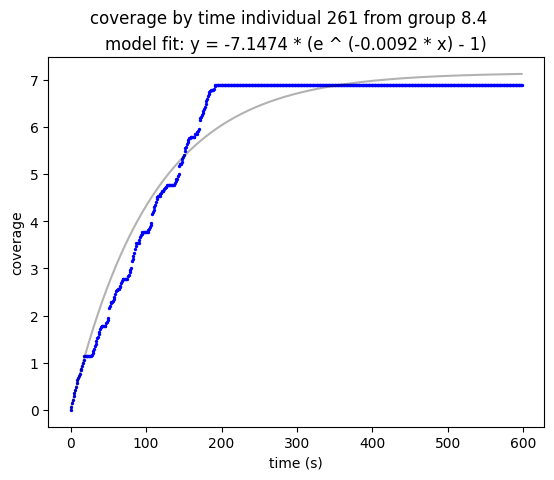 coverage by time individual 261 from group 8.4
model fit: y = -7.1474 * (e ^ (-0.0092 * x) - 1)
7
6
5
4
3
2
1
0
coverage
0 100 200 300 400 500 600
time (s)